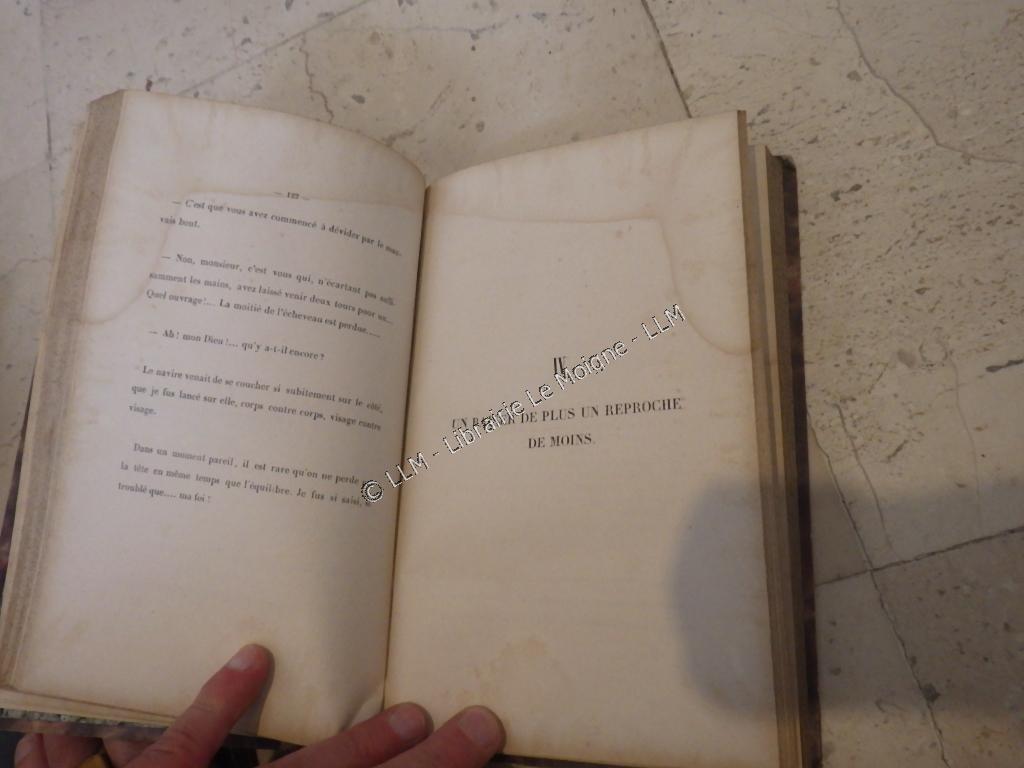 — 127 —
— C'est que vous avez commencé à dévider par le mau-
vais bout.
— Non, monsieur, c'est vous qui, n'écartant pas suffi-
samment les mains, avez laissé venir deux tours pour un...
Quel ouvrage!... La moitié de l'écheveau est perdue....
— Ah! mon Dieu!... qu'y a-t-il encore?
Le navire venait de se coucher si subitement sur le côté,
que je fus lancé sur elle, corps contre corps, visage contre
visage.
Dans un moment pareil, il est rare qu'on ne perde
la tête en même temps que l'équilibre. Je fus si saisi, si
troublé que.... ma foi!
IV
UN BAISER DE PLUS UN REPROCHE
DE MOINS.
© LLM - Librairie Le Moigne - LLM